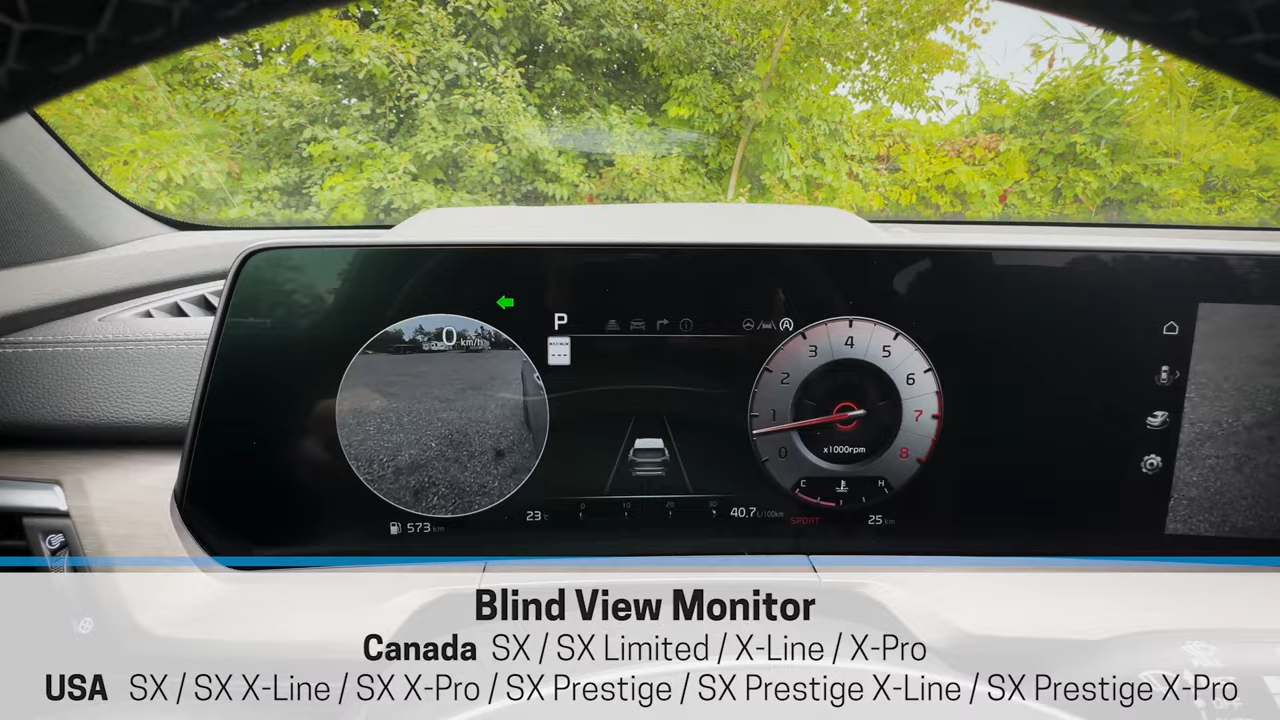 P
0 km/h
MAXIMUM
---
0 1 2 3 4 5 6 7 8
x1000rpm
C H
0 10 20 30
573 km
23
40.7 L/100km
SPORT
25 km
Blind View Monitor
Canada SX / SX Limited / X-Line / X-Pro
USA SX / SX X-Line / SX X-Pro / SX Prestige / SX Prestige X-Line / SX Prestige X-Pro